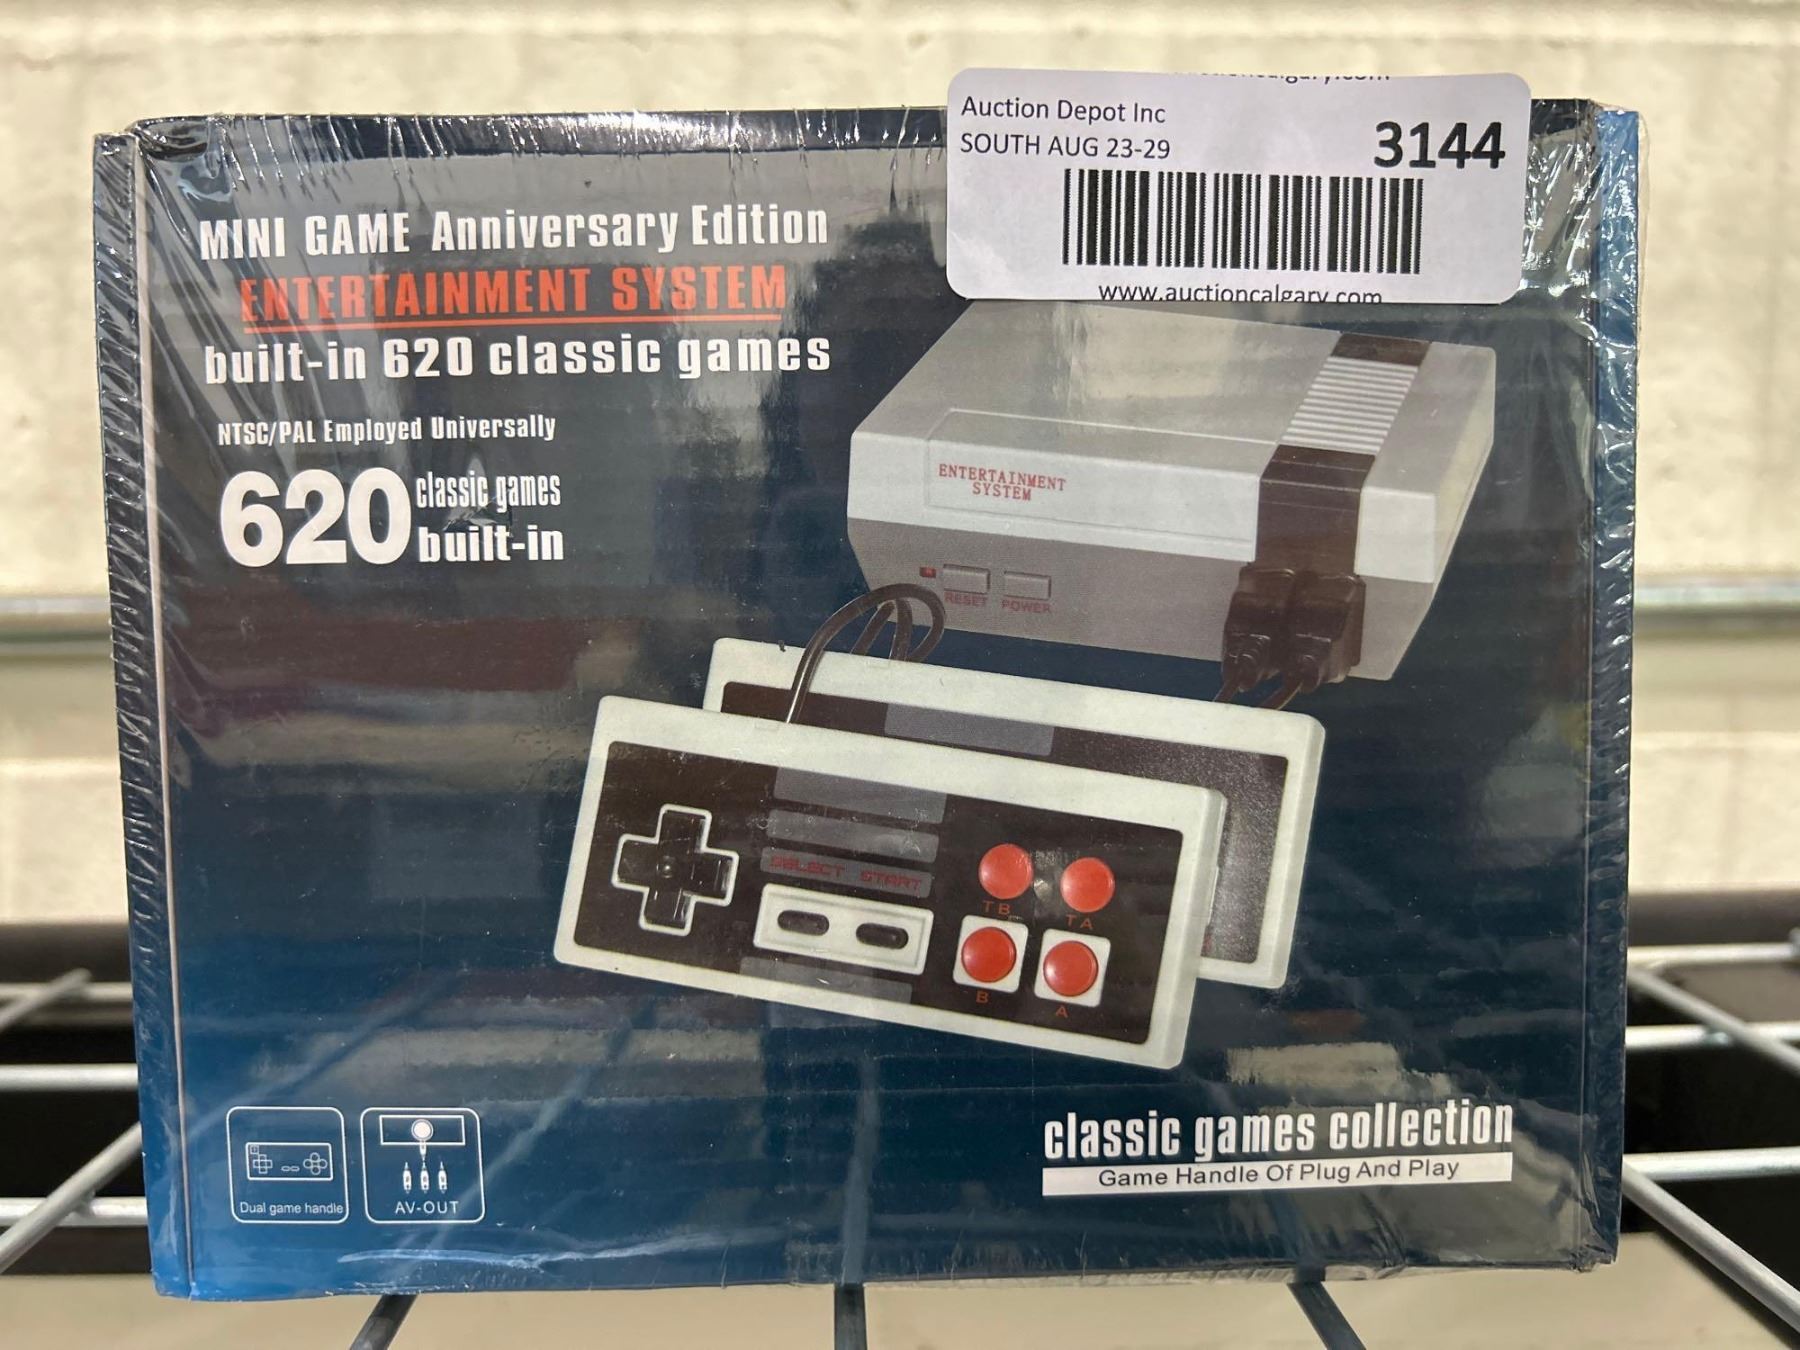 Auction Depot Inc
SOUTH AUG 23-29
3144
www.auctioncalgary.com
MINI GAME Anniversary Edition
ENTERTAINMENT SYSTEM
built-in 620 classic games
NTSC/PAL Employed Universally
620 classic games
built-in
ENTERTAINMENT
SYSTEM
RESET POWER
SELECT START
TB TA
B A
Dual game handle
AV-OUT
classic games collection
Game Handle Of Plug And Play